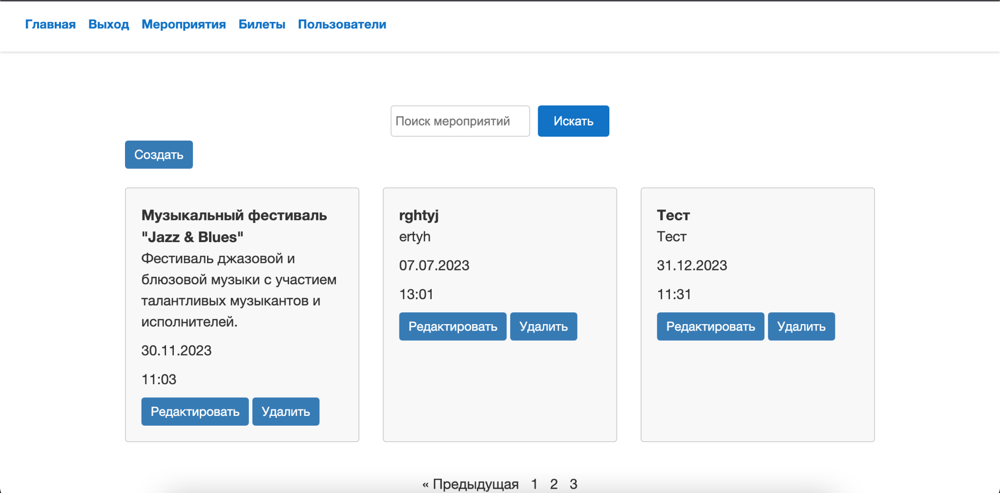 Главная Выход Мероприятия Билеты Пользователи
Поиск мероприятий Искать
Создать
Музыкальный фестиваль
"Jazz & Blues"
Фестиваль джазовой и
блюзовой музыки с участием
талантливых музыкантов и
исполнителей.
30.11.2023
11:03
Редактировать Удалить
rghtyj
ertyh
07.07.2023
13:01
Редактировать Удалить
Тест
Тест
31.12.2023
11:31
Редактировать Удалить
« Предыдущая 1 2 3